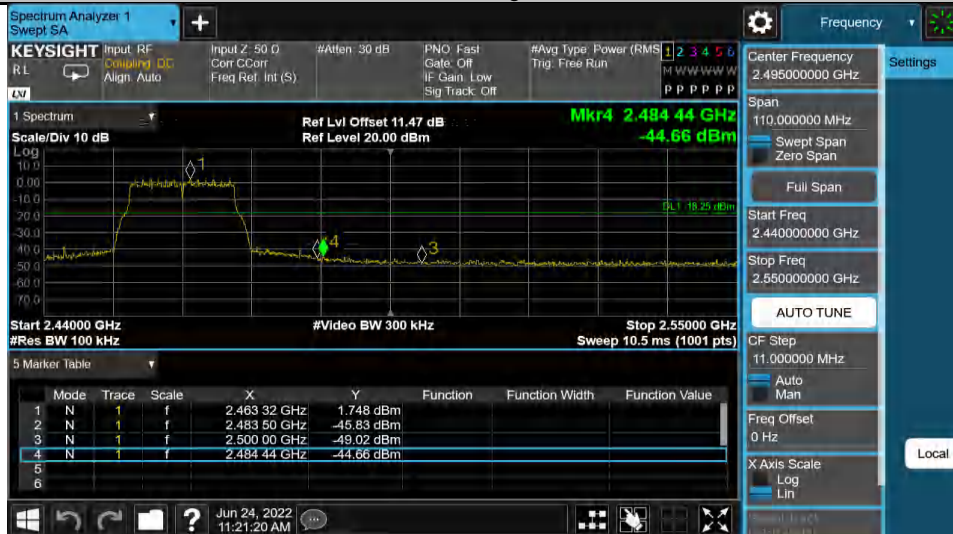 Spectrum Analyzer 1
Swept SA
+
Frequency
KEYSIGHT
RL
LXI
Input: RF
Coupling: DC
Align: Auto
Input Z: 50 Ω
Corr CCorr
Freq Ref: Int (S)
#Atten: 30 dB
PNO: Fast
Gate: Off
IF Gain: Low
Sig Track: Off
#Avg Type: Power (RMS
Trig: Free Run
1 2 3 4 5 6
M W W W W W
P P P P P P
Center Frequency
2.495000000 GHz
Settings
Span
110.000000 MHz
Swept Span
Zero Span
Full Span
Start Freq
2.440000000 GHz
Stop Freq
2.550000000 GHz
AUTO TUNE
CF Step
11.000000 MHz
Auto
Man
Freq Offset
0 Hz
X Axis Scale
Log
Lin
Local
1 Spectrum
Scale/Div 10 dB
Ref Lvl Offset 11.47 dB
Ref Level 20.00 dBm
Mkr4 2.484 44 GHz
-44.66 dBm
Log
10.0
0.00
-10.0
-20.0
-30.0
-40.0
-50.0
-60.0
-70.0
1
4
3
DL1 -18.25 dBm
Start 2.44000 GHz
#Video BW 300 kHz
Stop 2.55000 GHz
#Res BW 100 kHz
Sweep 10.5 ms (1001 pts)
5 Marker Table
Mode Trace Scale X Y Function Function Width Function Value
1 N 1 f 2.463 32 GHz 1.748 dBm
2 N 1 f 2.483 50 GHz -45.83 dBm
3 N 1 f 2.500 00 GHz -49.02 dBm
4 N 1 f 2.484 44 GHz -44.66 dBm
5
6
?
Jun 24, 2022
11:21:20 AM